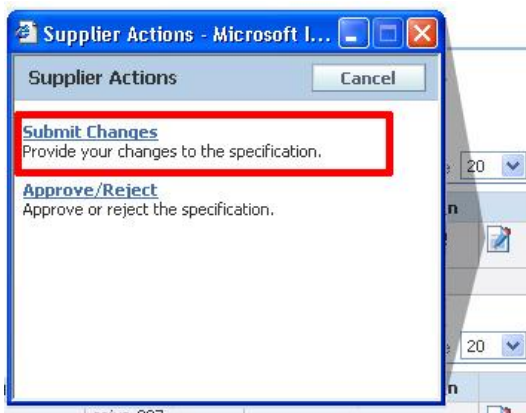 Supplier Actions - Microsoft I...
Supplier Actions Cancel
Submit Changes
Provide your changes to the specification.
20
Approve/Reject
Approve or reject the specification.
20